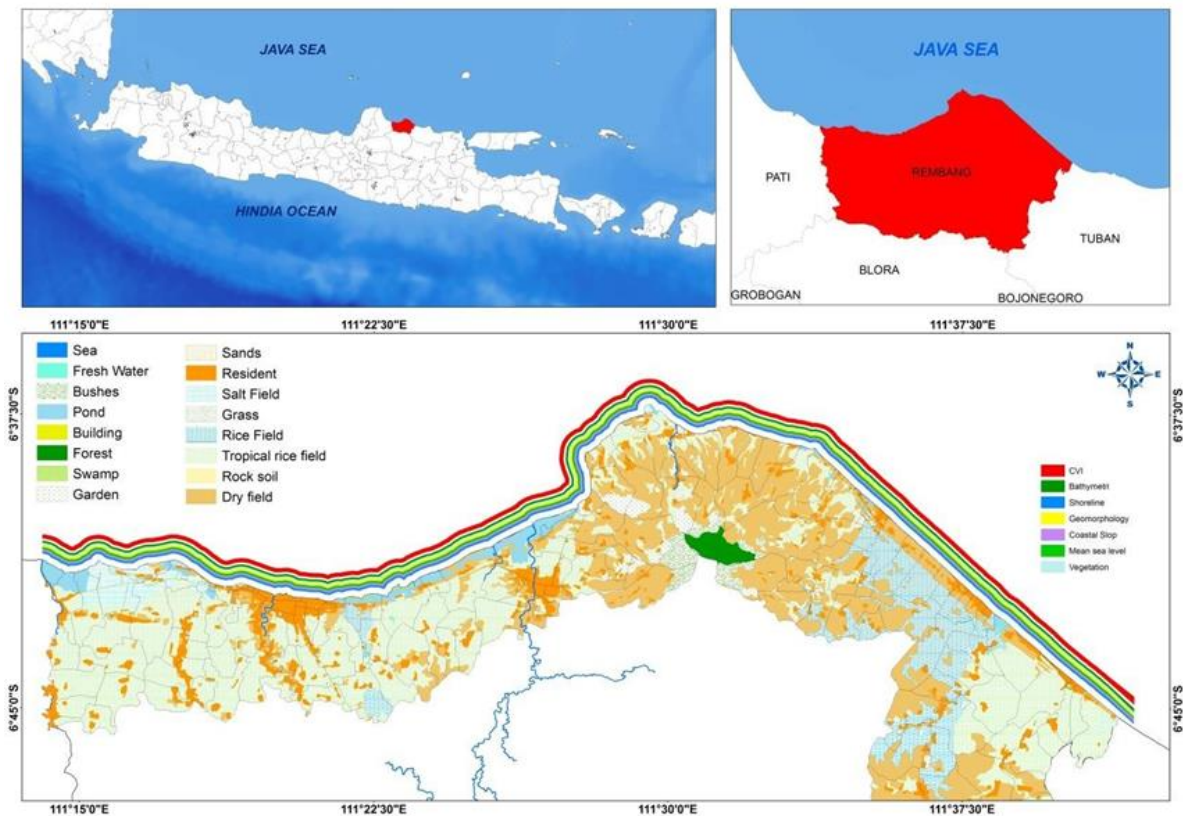 JAVA SEA
HINDIA OCEAN
JAVA SEA
REMBANG
PATI
TUBAN
BLORA
GROBOGAN
BOJONEGORO
111°15'0"E
111°22'30"E
111°30'0"E
111°37'30"E
6°37'30"S
6°45'0"S
Sea
Fresh Water
Bushes
Pond
Building
Forest
Swamp
Garden
Sands
Resident
Salt Field
Grass
Rice Field
Tropical rice field
Rock soil
Dry field
N
W
E
S
CVI
Bathymetri
Shoreline
Geomorphology
Coastal Slop
Mean sea level
Vegetation
6°37'30"S
6°45'0"S
111°15'0"E
111°22'30"E
111°30'0"E
111°37'30"E